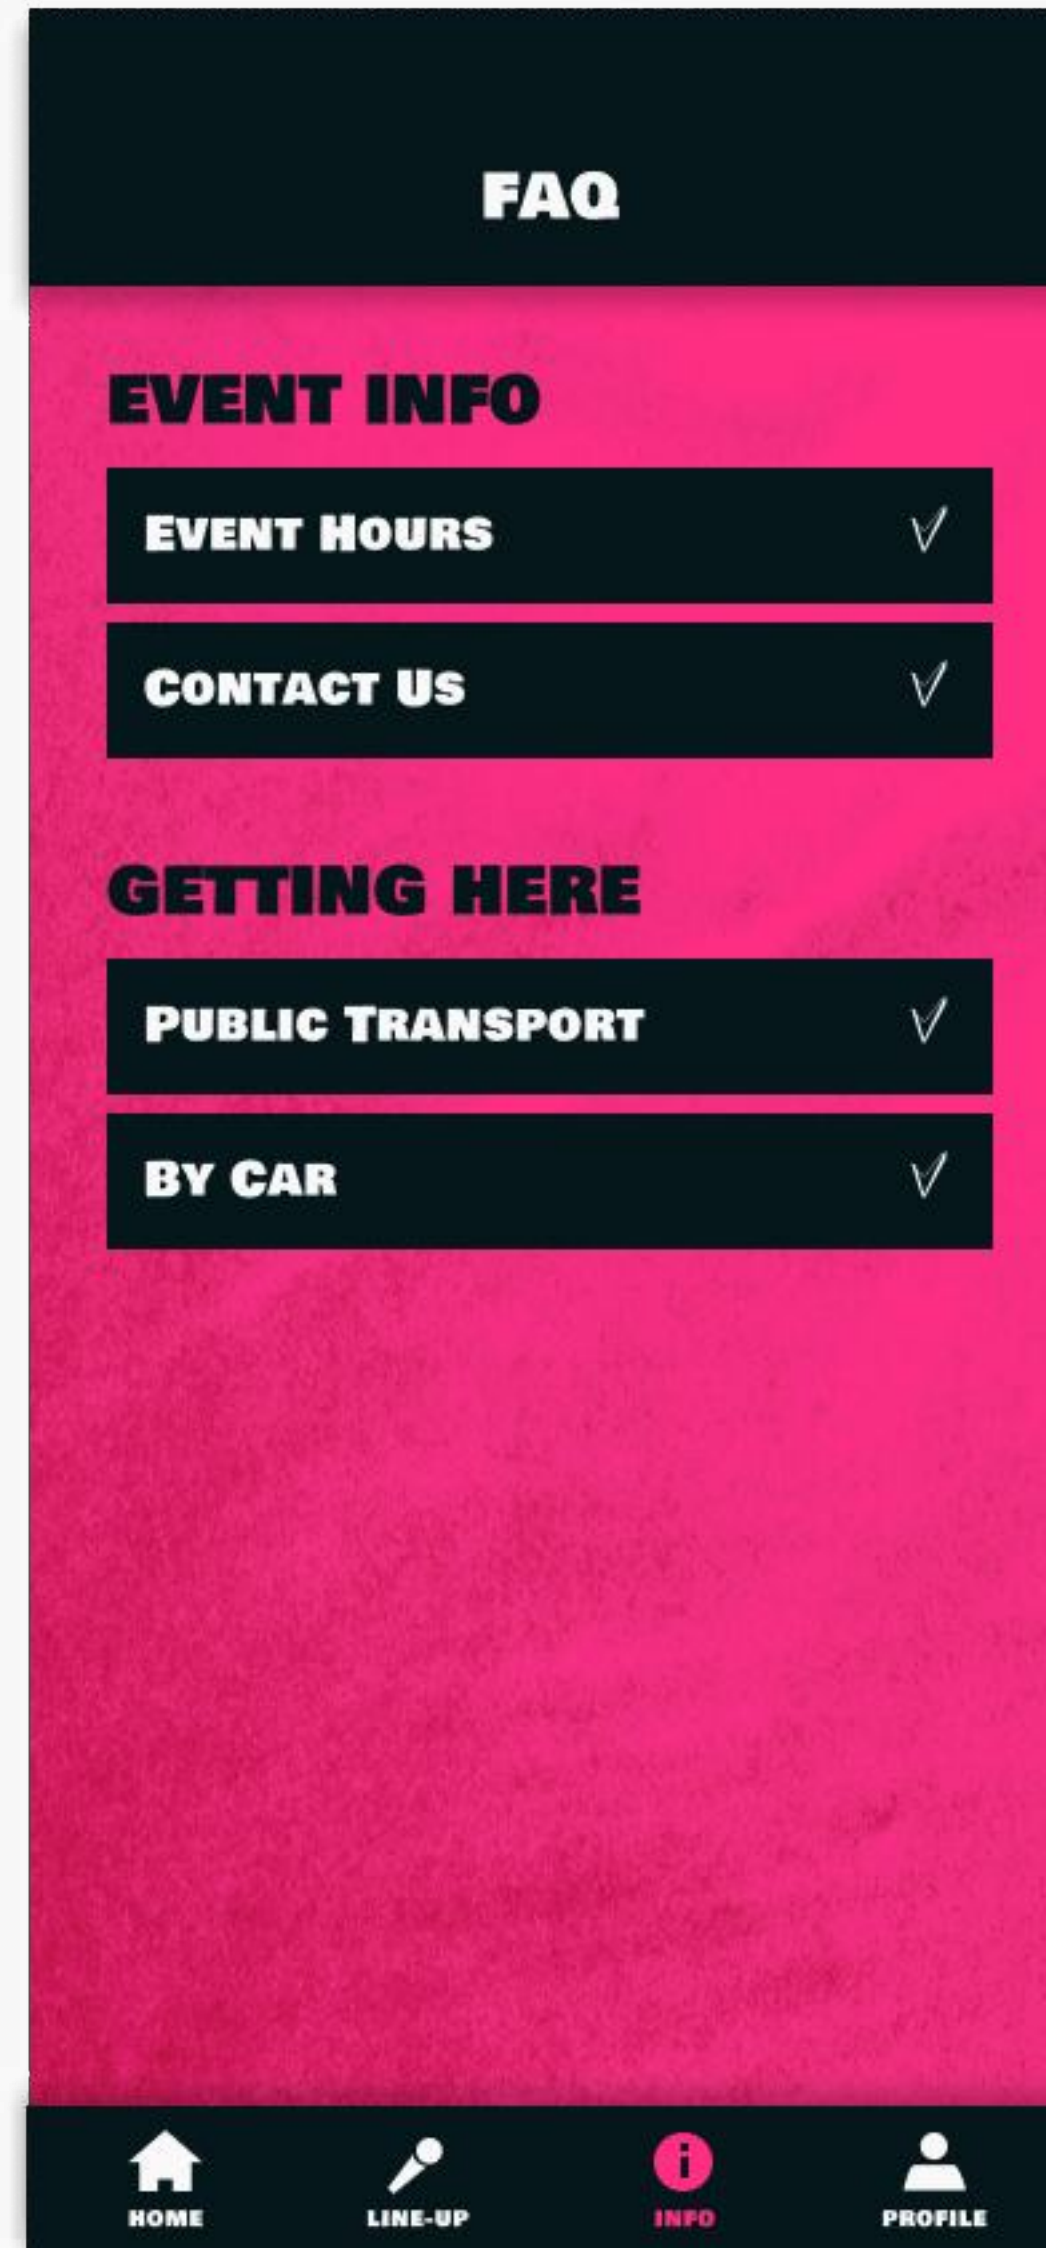 FAQ
EVENT INFO
EVENT HOURS
CONTACT US
GETTING HERE
PUBLIC TRANSPORT
BY CAR
HOME
LINE-UP
INFO
PROFILE